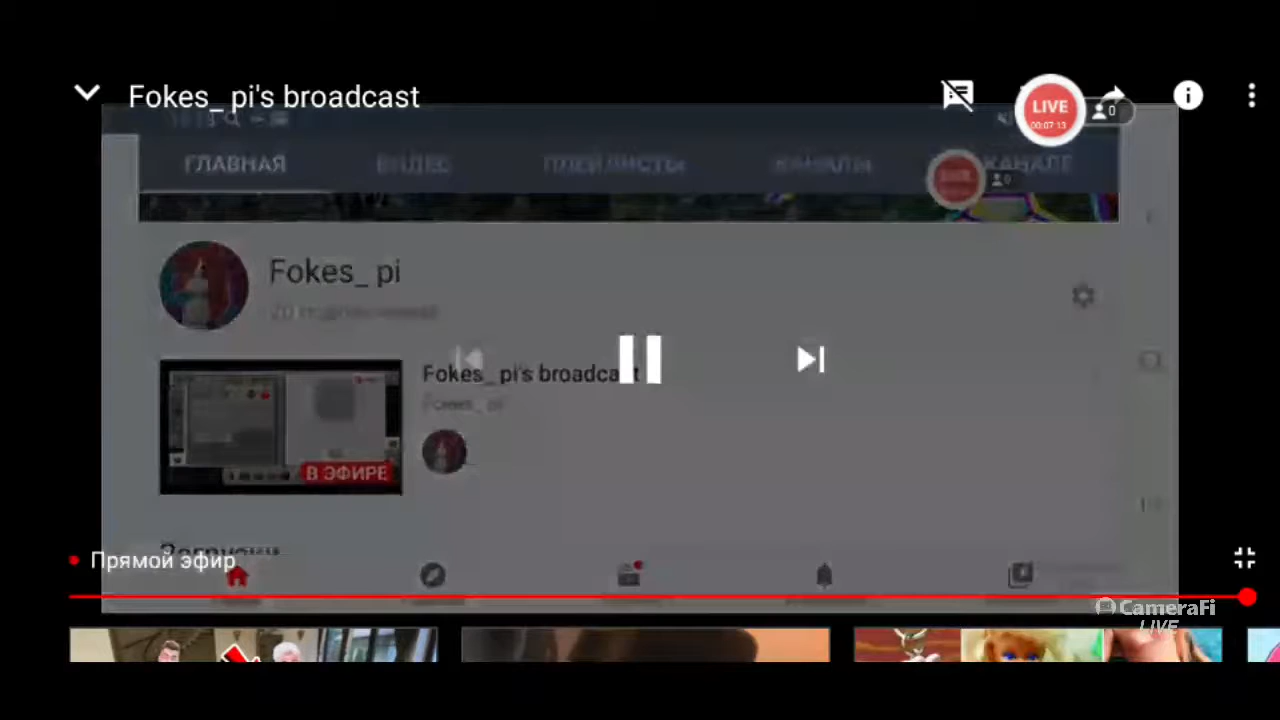 Fokes_ pi's broadcast
LIVE
00:07:13
0
ГЛАВНАЯ
ВИДЕО
ПЛЕЙЛИСТЫ
КАНАЛЫ
КАНАЛЕ
Fokes_ pi
Fokes_ pi's broadcast
Fokes_ pi
В ЭФИРЕ
Прямой эфир
CameraFi
LIVE